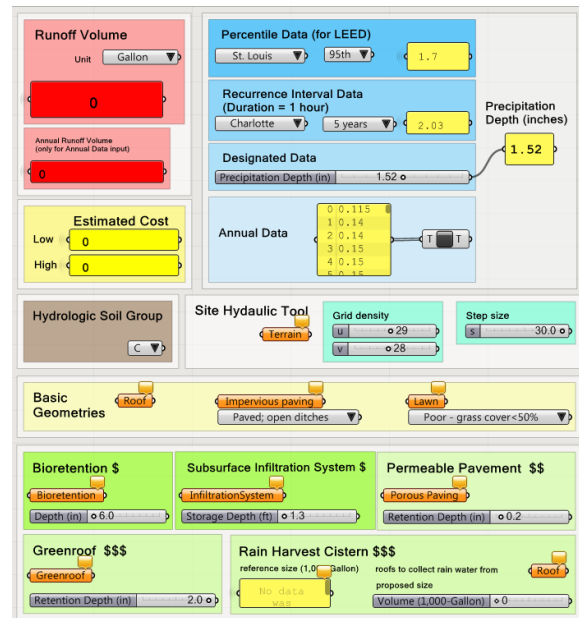 Runoff Volume
Unit
Gallon
0
Annual Runoff Volume
(only for Annual Data input)
0
Estimated Cost
Low
0
High
0
Percentile Data (for LEED)
St. Louis
95th
1.7
Recurrence Interval Data
(Duration = 1 hour)
Charlotte
5 years
2.03
Designated Data
Precipitation Depth (in)
1.52
Precipitation
Depth (inches)
1.52
Annual Data
0 0.115
1 0.14
2 0.14
3 0.15
4 0.15
5 0.15
T T
Hydrologic Soil Group
C
Site Hydaulic Tool
Terrain
Grid density
u 29
v 28
Step size
s 30.0
Basic
Geometries
Roof
Impervious paving
Paved; open ditches
Lawn
Poor - grass cover<50%
Bioretention $
Bioretention
Depth (in) 6.0
Subsurface Infiltration System $
InfiltrationSystem
Storage Depth (ft) 1.3
Permeable Pavement $$
Porous Paving
Retention Depth (in) 0.2
Greenroof $$$
Greenroof
Retention Depth (in) 2.0
Rain Harvest Cistern $$$
reference size (1,0 Gallon)
No data
was
roofs to collect rain water from
Roof
proposed size
Volume (1,000-Gallon) 0